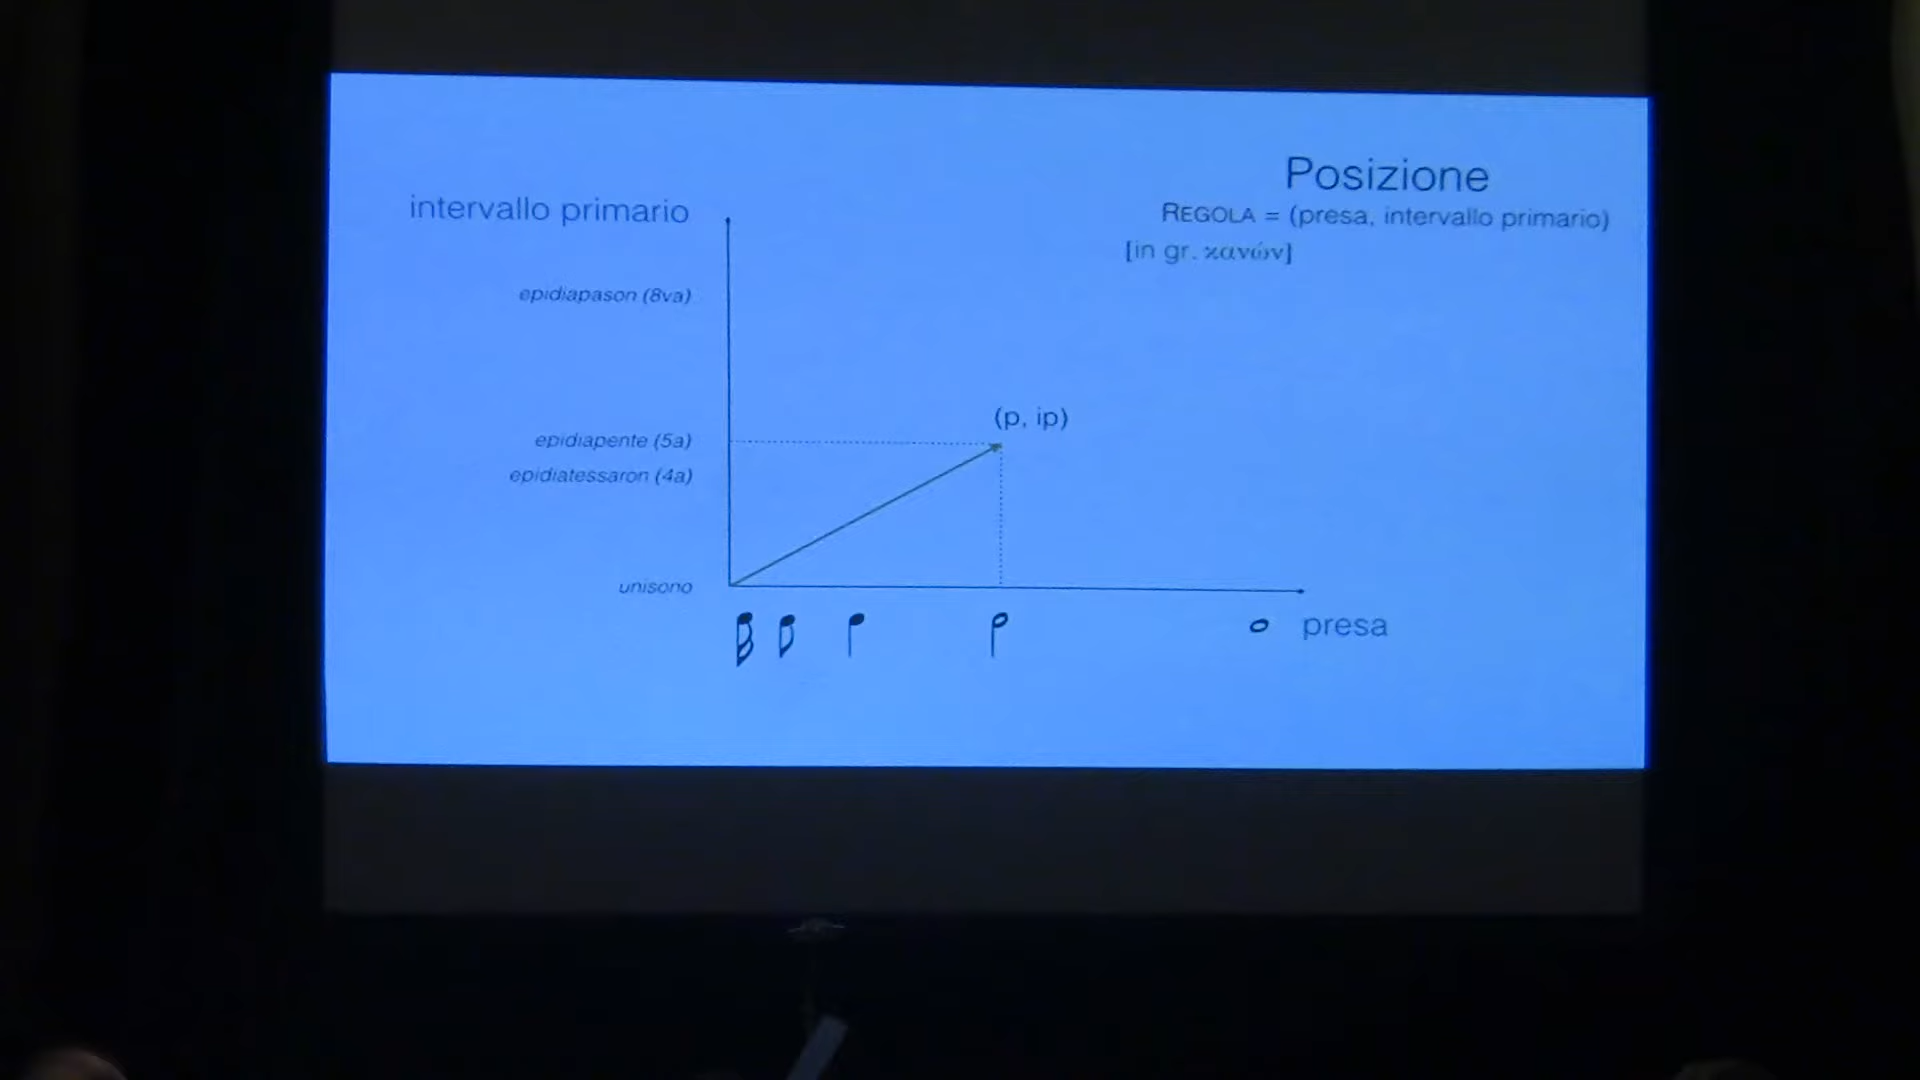 Posizione
REGOLA = (presa, intervallo primario)
[in gr. κανών]
intervallo primario
epidiapason (8va)
(p, ip)
epidiapente (5a)
epidiatessaron (4a)
unisono
presa